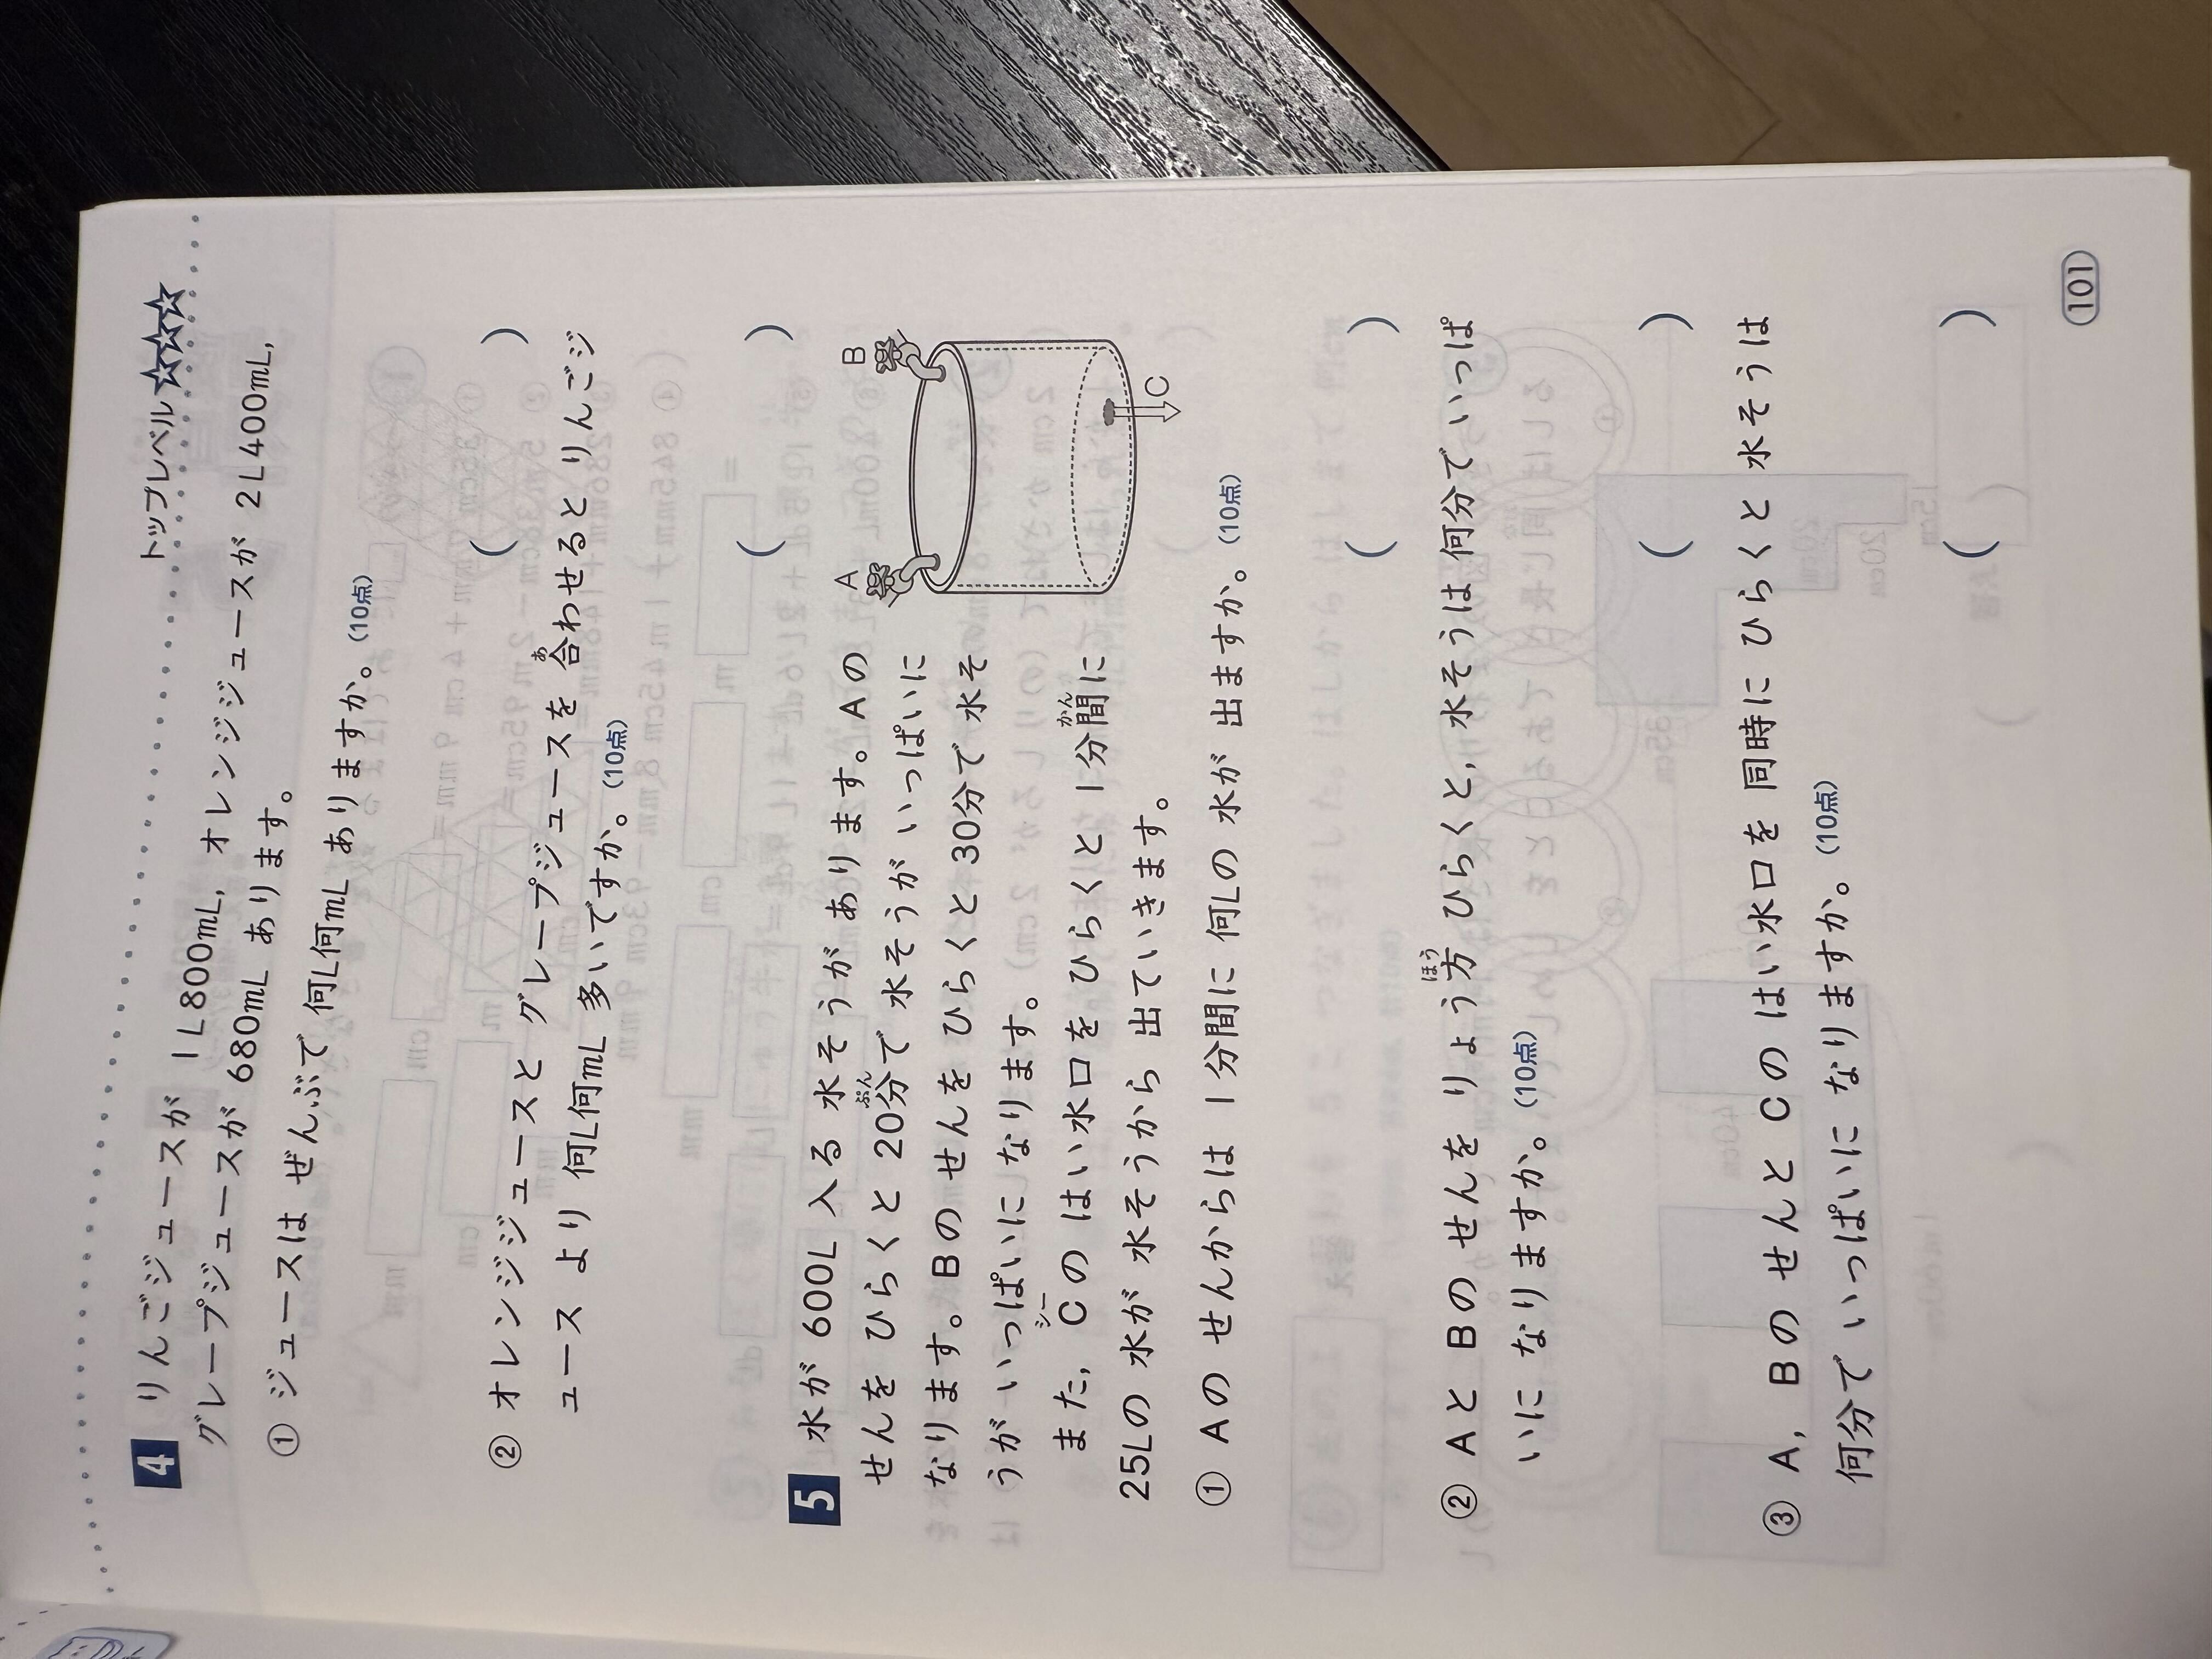 トップレベル☆☆☆
4 りんごジュースが 1L800mL, オレンジジュースが 2L400mL,
グレープジュースが 680mL あります。
① ジュースは ぜんぶで 何L何mL ありますか。(10点)
( )
② オレンジジュースと グレープジュースを 合わせると りんごジ
あ
ュース より 何L何mL 多いですか。(10点)
( )
5 水が 600L 入る 水そうが あります。Aの
せんを ひらくと 20分で 水そうが いっぱいに
ぷん
なります。Bの せんを ひらくと 30分で 水そ
うが いっぱいに なります。
また, Cの はい水口を ひらくと 1分間に
シー かん
25Lの 水が 水そうから 出ていきます。
A B
C
① Aの せんからは 1分間に 何Lの 水が 出ますか。(10点)
( )
② Aと Bの せんを りょう方 ひらくと, 水そうは 何分で いっぱ
ほう
いに なりますか。(10点)
( )
③ A, Bの せんと Cの はい水口を 同時に ひらくと 水そうは
何分で いっぱいに なりますか。(10点)
( )
101